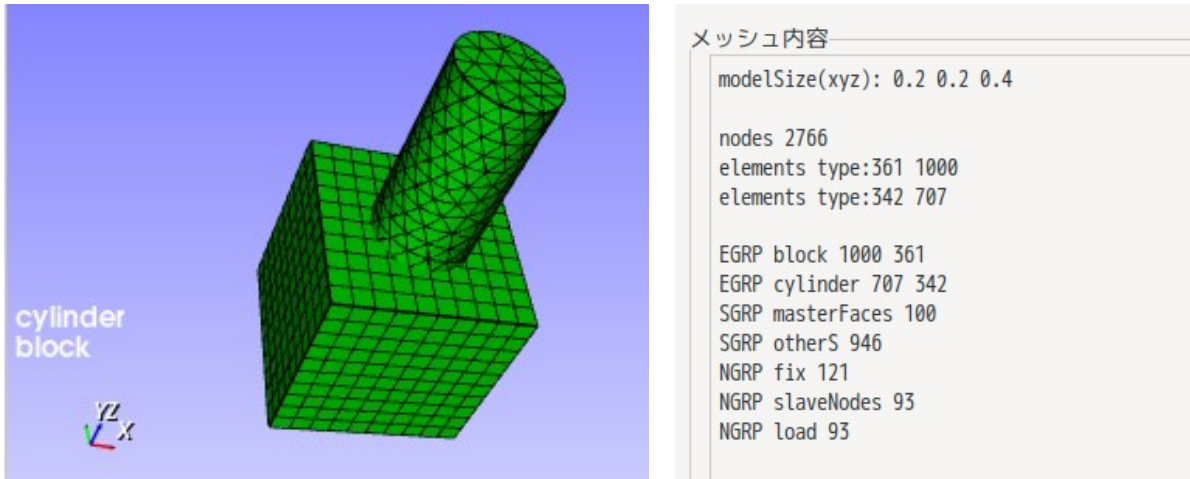 cylinder
block
YZ
X
メッシュ内容
modelSize(xyz): 0.2 0.2 0.4
nodes 2766
elements type:361 1000
elements type:342 707
EGRP block 1000 361
EGRP cylinder 707 342
SGRP masterFaces 100
SGRP otherS 946
NGRP fix 121
NGRP slaveNodes 93
NGRP load 93